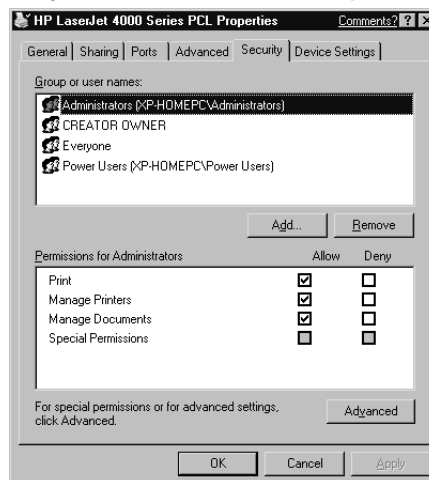 HP LaserJet 4000 Series PCL Properties Comments? ? X
General Sharing Ports Advanced Security Device Settings
Group or user names:
Administrators (XP-HOMEPC\Administrators)
CREATOR OWNER
Everyone
Power Users (XP-HOMEPC\Power Users)
Add... Remove
Permissions for Administrators Allow Deny
Print
Manage Printers
Manage Documents
Special Permissions
For special permissions or for advanced settings,
click Advanced.
Advanced
OK Cancel Apply